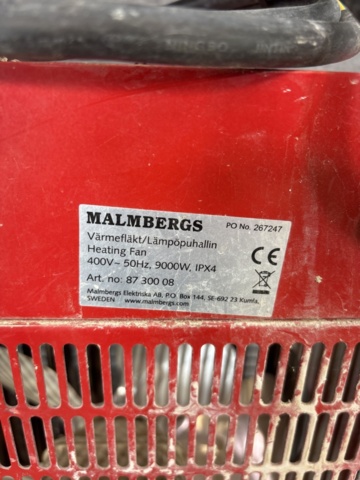 MALMBERGS
PO No. 267247
Värmefläkt/Lämpöpuhallin
Heating Fan
400V~ 50Hz, 9000W, IPX4
CE
Art. no: 87 300 08
Malmbergs Elektriska AB, P.O. Box 144, SE-692 23 Kumla,
SWEDEN www.malmbergs.com